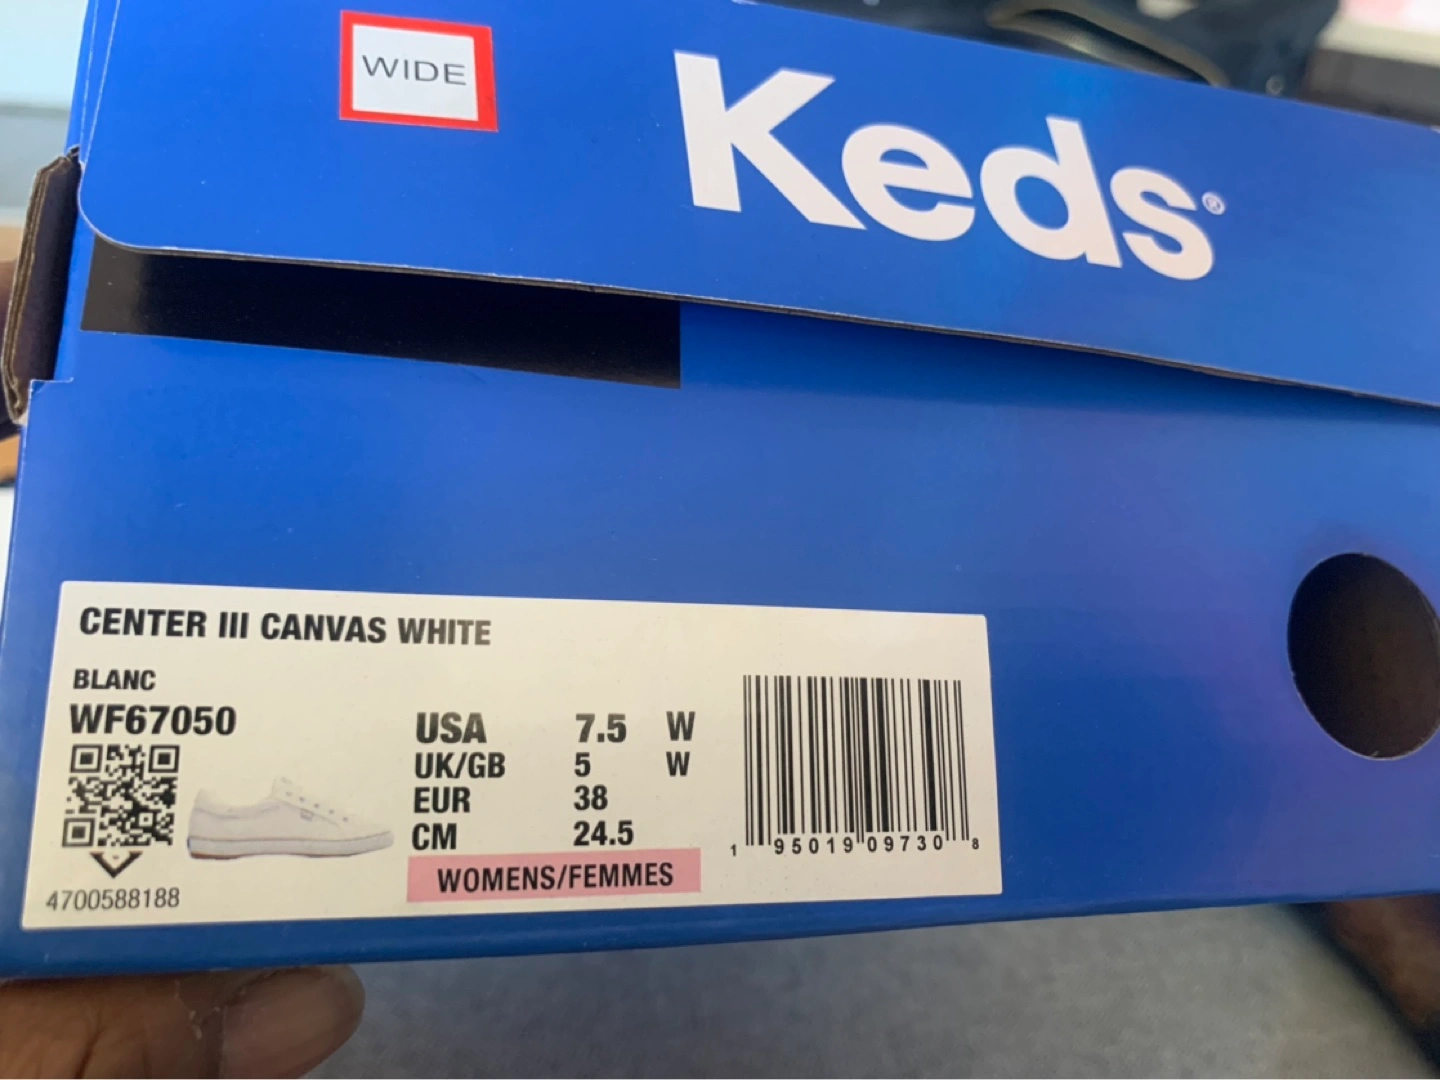 WIDE
Keds®
CENTER III CANVAS WHITE
BLANC
WF67050
USA 7.5 W
UK/GB 5 W
EUR 38
CM 24.5
WOMENS/FEMMES
4700588188
1 95019 09730 8